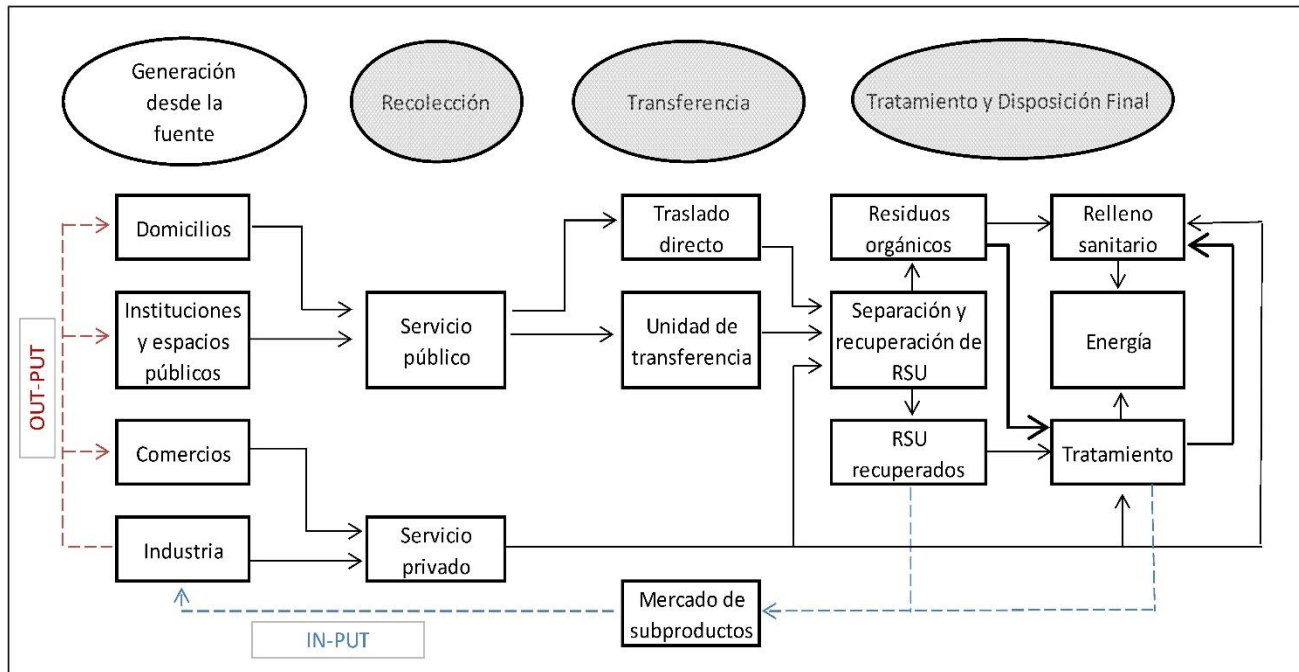 Generación
desde la
fuente
Recolección
Transferencia
Tratamiento y Disposición Final
Domicilios
Instituciones
y espacios
públicos
Comercios
Industria
OUT-PUT
Servicio
público
Servicio
privado
Traslado
directo
Unidad de
transferencia
Residuos
orgánicos
Separación y
recuperación de
RSU
RSU
recuperados
Relleno
sanitario
Energía
Tratamiento
Mercado de
subproductos
IN-PUT